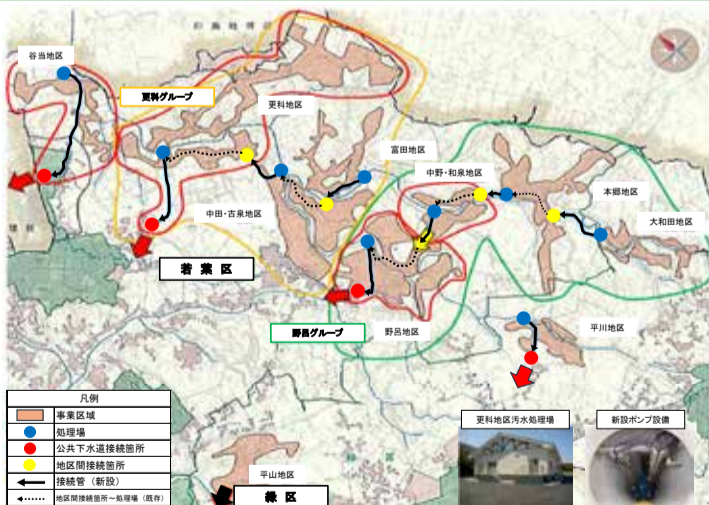 谷当地区
更科グループ
更科地区
富田地区
中野・和泉地区
本郷地区
大和田地区
中田・古泉地区
若葉区
野呂グループ
野呂地区
平川地区
凡例
事業区域
処理場
公共下水道接続箇所
地区間接続箇所
接続管（新設）
地区間接続箇所～処理場（既存）
平山地区
緑区
更科地区汚水処理場
新設ポンプ設備